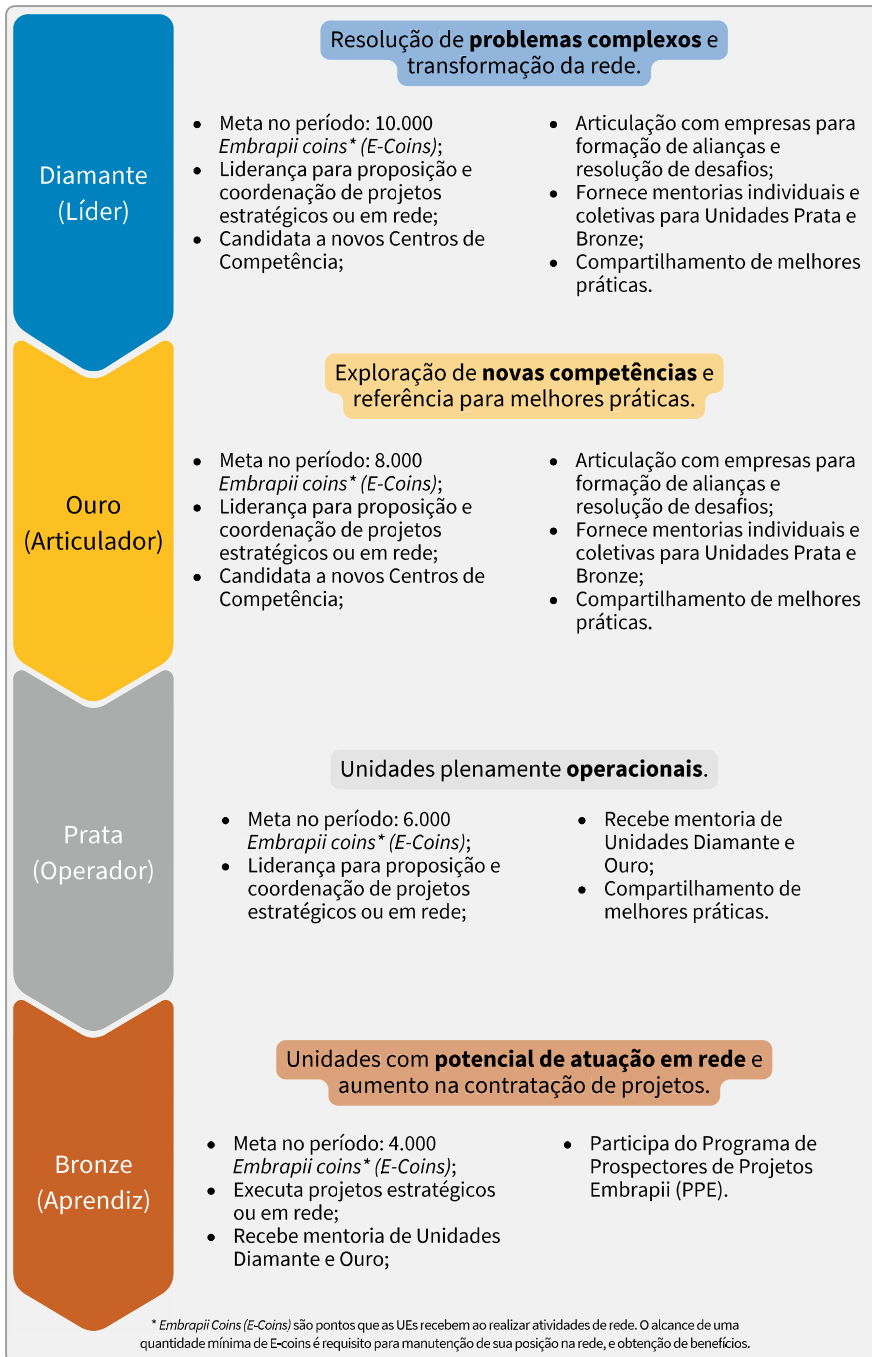 Diamante
(Líder)
Resolução de problemas complexos e
transformação da rede.
• Meta no período: 10.000
Embrapii coins* (E-Coins);
• Liderança para proposição e
coordenação de projetos
estratégicos ou em rede;
• Candidata a novos Centros de
Competência;
• Articulação com empresas para
formação de alianças e
resolução de desafios;
• Fornece mentorias individuais e
coletivas para Unidades Prata e
Bronze;
• Compartilhamento de melhores
práticas.
Ouro
(Articulador)
Exploração de novas competências e
referência para melhores práticas.
• Meta no período: 8.000
Embrapii coins* (E-Coins);
• Liderança para proposição e
coordenação de projetos
estratégicos ou em rede;
• Candidata a novos Centros de
Competência;
• Articulação com empresas para
formação de alianças e
resolução de desafios;
• Fornece mentorias individuais e
coletivas para Unidades Prata e
Bronze;
• Compartilhamento de melhores
práticas.
Prata
(Operador)
Unidades plenamente operacionais.
• Meta no período: 6.000
Embrapii coins* (E-Coins);
• Liderança para proposição e
coordenação de projetos
estratégicos ou em rede;
• Recebe mentoria de
Unidades Diamante e
Ouro;
• Compartilhamento de
melhores práticas.
Bronze
(Aprendiz)
Unidades com potencial de atuação em rede e
aumento na contratação de projetos.
• Meta no período: 4.000
Embrapii coins* (E-Coins);
• Executa projetos estratégicos
ou em rede;
• Recebe mentoria de Unidades
Diamante e Ouro;
• Participa do Programa de
Prospectores de Projetos
Embrapii (PPE).
* Embrapii Coins (E-Coins) são pontos que as UEs recebem ao realizar atividades de rede. O alcance de uma
quantidade mínima de E-coins é requisito para manutenção de sua posição na rede, e obtenção de benefícios.